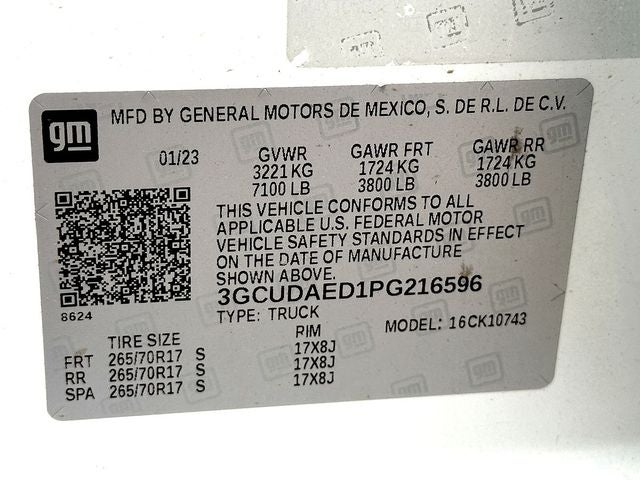 gm
MFD BY GENERAL MOTORS DE MEXICO, S. DE R.L. DE C.V.
01/23 GVWR GAWR FRT GAWR RR
3221 KG 1724 KG 1724 KG
7100 LB 3800 LB 3800 LB
THIS VEHICLE CONFORMS TO ALL
APPLICABLE U.S. FEDERAL MOTOR
VEHICLE SAFETY STANDARDS IN EFFECT
ON THE DATE OF MANUFACTURE
SHOWN ABOVE.
3GCUDAED1PG216596
8624
TYPE: TRUCK MODEL: 16CK10743
TIRE SIZE RIM
FRT 265/70R17 S 17X8J
RR 265/70R17 S 17X8J
SPA 265/70R17 S 17X8J